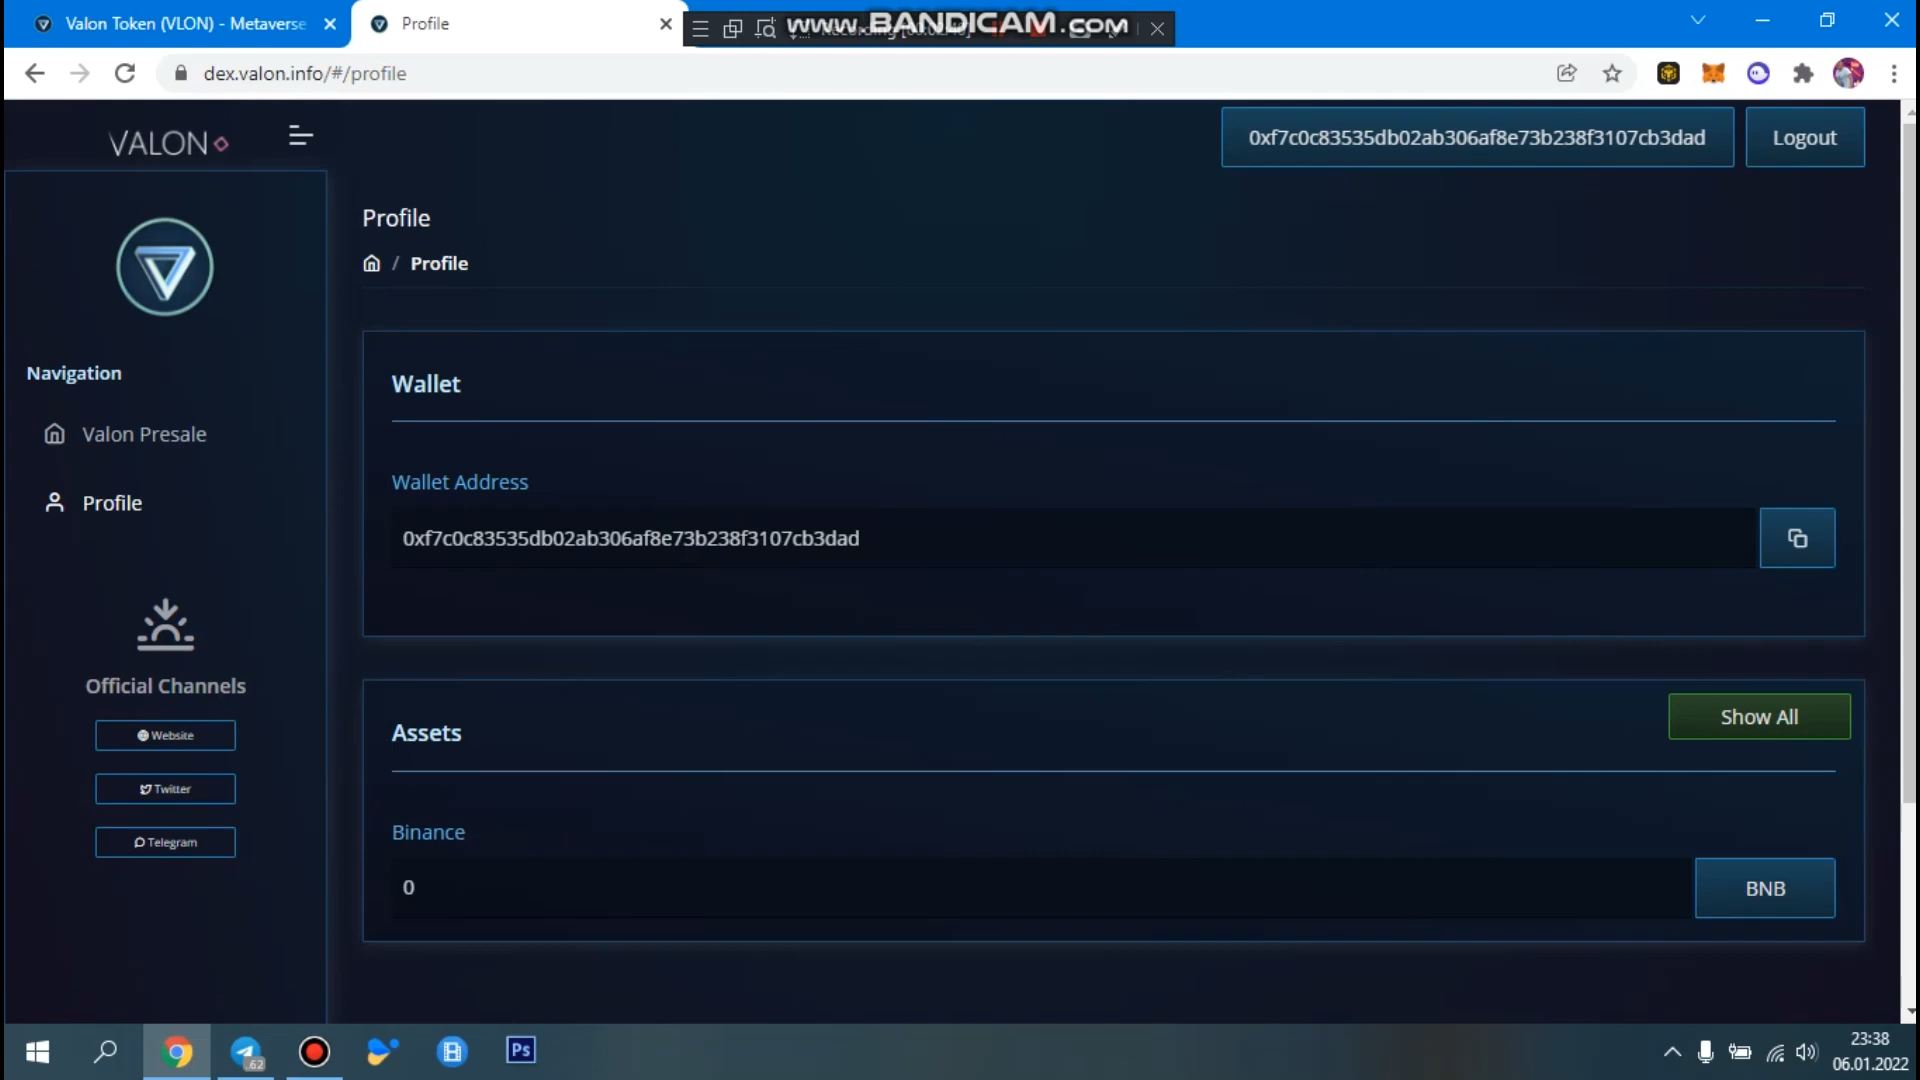 Valon Token (VLON) - Metaverse
Profile
www.BANDICAM.com
dex.valon.info/#/profile
VALON
0xf7c0c83535db02ab306af8e73b238f3107cb3dad
Logout
Profile
/ Profile
Navigation
Valon Presale
Profile
Official Channels
Website
Twitter
Telegram
Wallet
Wallet Address
0xf7c0c83535db02ab306af8e73b238f3107cb3dad
Assets
Show All
Binance
0
BNB
62
Ps
23:38
06.01.2022